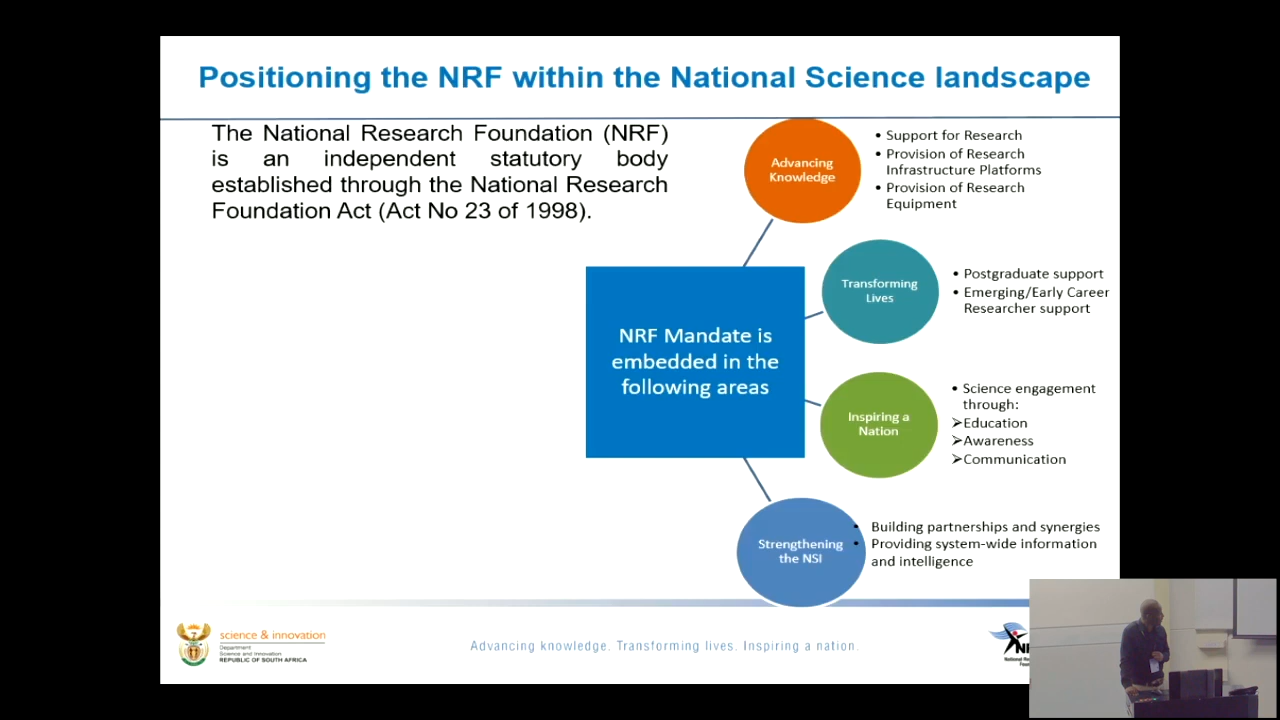 Positioning the NRF within the National Science landscape
The National Research Foundation (NRF)
is an independent statutory body
established through the National Research
Foundation Act (Act No 23 of 1998).
Advancing
Knowledge
• Support for Research
• Provision of Research
Infrastructure Platforms
• Provision of Research
Equipment
Transforming
Lives
• Postgraduate support
• Emerging/Early Career
Researcher support
NRF Mandate is
embedded in the
following areas
Inspiring a
Nation
• Science engagement
through:
➢Education
➢Awareness
➢Communication
Strengthening
the NSI
• Building partnerships and synergies
• Providing system-wide information
and intelligence
science & innovation
Department
Science and Innovation
REPUBLIC OF SOUTH AFRICA
Advancing knowledge. Transforming lives. Inspiring a nation.